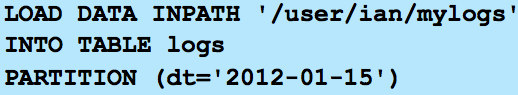 LOAD DATA INPATH '/user/ian/mylogs'
INTO TABLE logs
PARTITION (dt='2012-01-15')